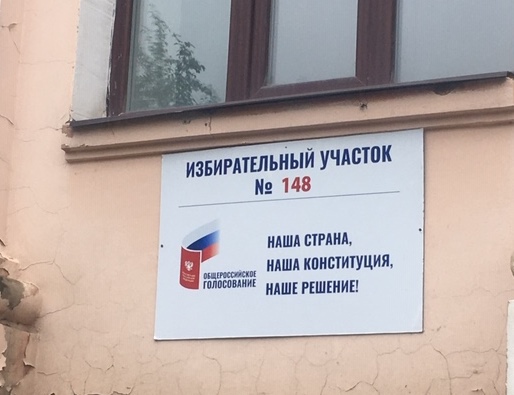 ИЗБИРАТЕЛЬНЫЙ УЧАСТОК
№ 148
ОБЩЕРОССИЙСКОЕ
ГОЛОСОВАНИЕ
НАША СТРАНА,
НАША КОНСТИТУЦИЯ,
НАШЕ РЕШЕНИЕ!